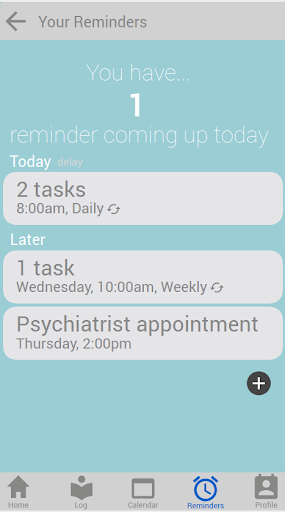 Your Reminders
You have...
1
reminder coming up today
Today delay
2 tasks
8:00am, Daily
Later
1 task
Wednesday, 10:00am, Weekly
Psychiatrist appointment
Thursday, 2:00pm
Home Log Calendar Reminders Profile